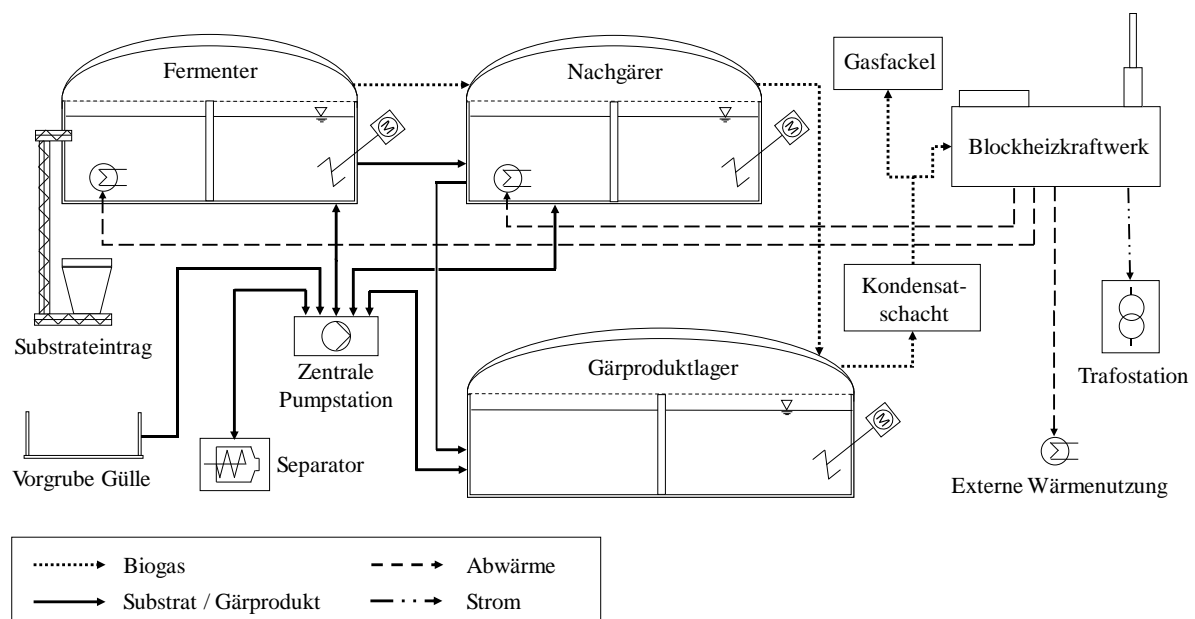 Fermenter
Nachgärer
Gasfackel
Blockheizkraftwerk
M
M
Kondensat-
schacht
Substrateintrag
Zentrale
Pumpstation
Gärproduktlager
Trafostation
M
Vorgrube Gülle
Separator
Externe Wärmenutzung
Biogas
Abwärme
Substrat / Gärprodukt
Strom